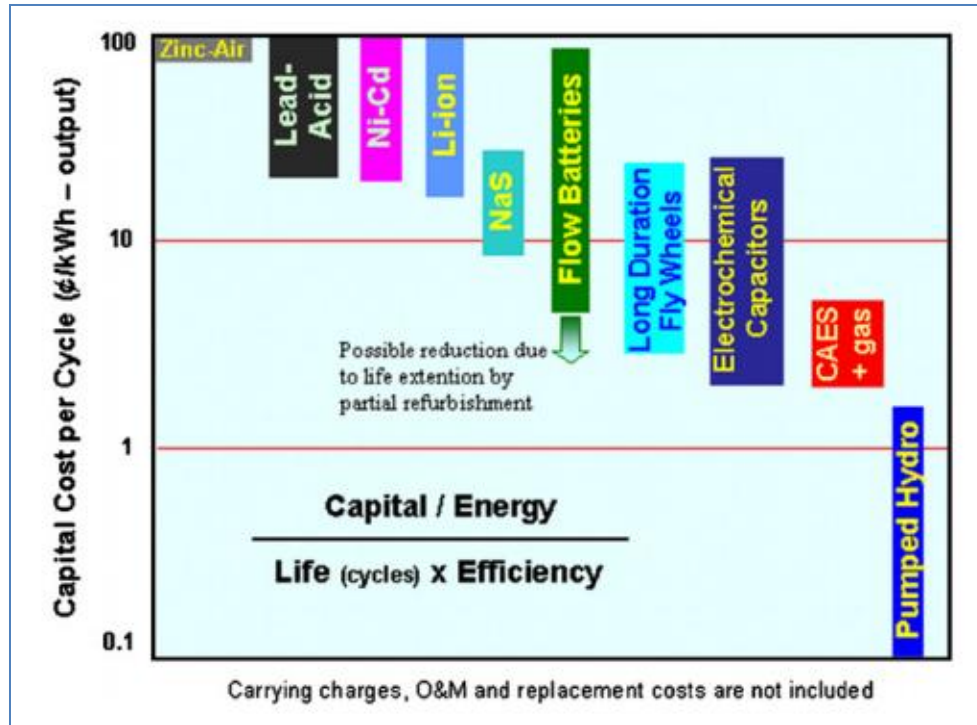 Capital Cost per Cycle (¢/kWh – output)
100
10
1
0.1
Zinc-Air
Lead-
Acid
Ni-Cd
Li-ion
NaS
Flow Batteries
Long Duration
Fly Wheels
Electrochemical
Capacitors
CAES
+ gas
Pumped Hydro
Possible reduction due
to life extention by
partial refurbishment
Capital / Energy
Life (cycles) x Efficiency
Carrying charges, O&M and replacement costs are not included